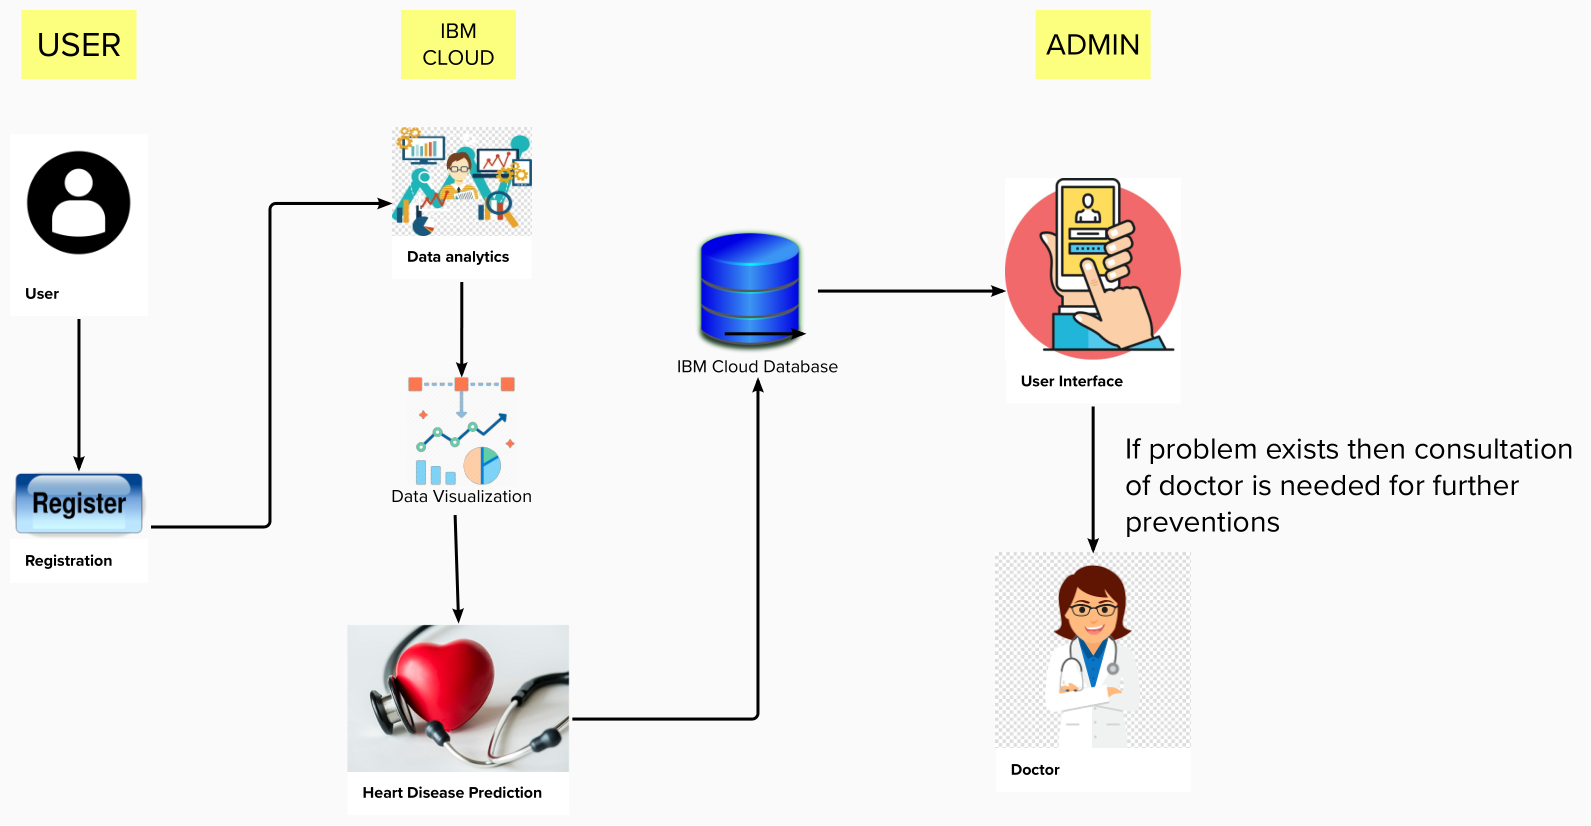 USER
IBM
CLOUD
ADMIN
User
Register
Registration
Data analytics
Data Visualization
Heart Disease Prediction
IBM Cloud Database
User Interface
If problem exists then consultation
of doctor is needed for further
preventions
Doctor